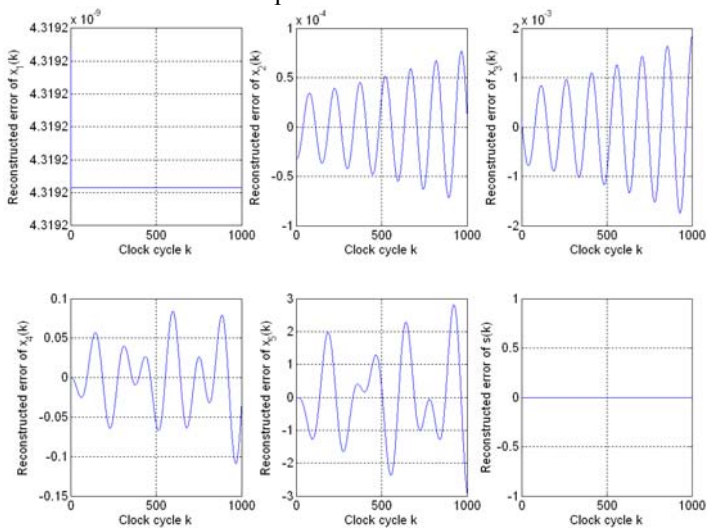 x 10^-9
4.3192
4.3192
4.3192
4.3192
4.3192
4.3192
4.3192
Reconstructed error of x_1(k)
0 500 1000
Clock cycle k
x 10^-4
1
0.5
0
-0.5
-1
Reconstructed error of x_2(k)
0 500 1000
Clock cycle k
x 10^-3
2
1
0
-1
-2
Reconstructed error of x_3(k)
0 500 1000
Clock cycle k
0.1
0.05
0
-0.05
-0.1
-0.15
Reconstructed error of x_4(k)
0 500 1000
Clock cycle k
3
2
1
0
-1
-2
-3
Reconstructed error of x_5(k)
0 500 1000
Clock cycle k
1
0.5
0
-0.5
-1
Reconstructed error of s(k)
0 500 1000
Clock cycle k